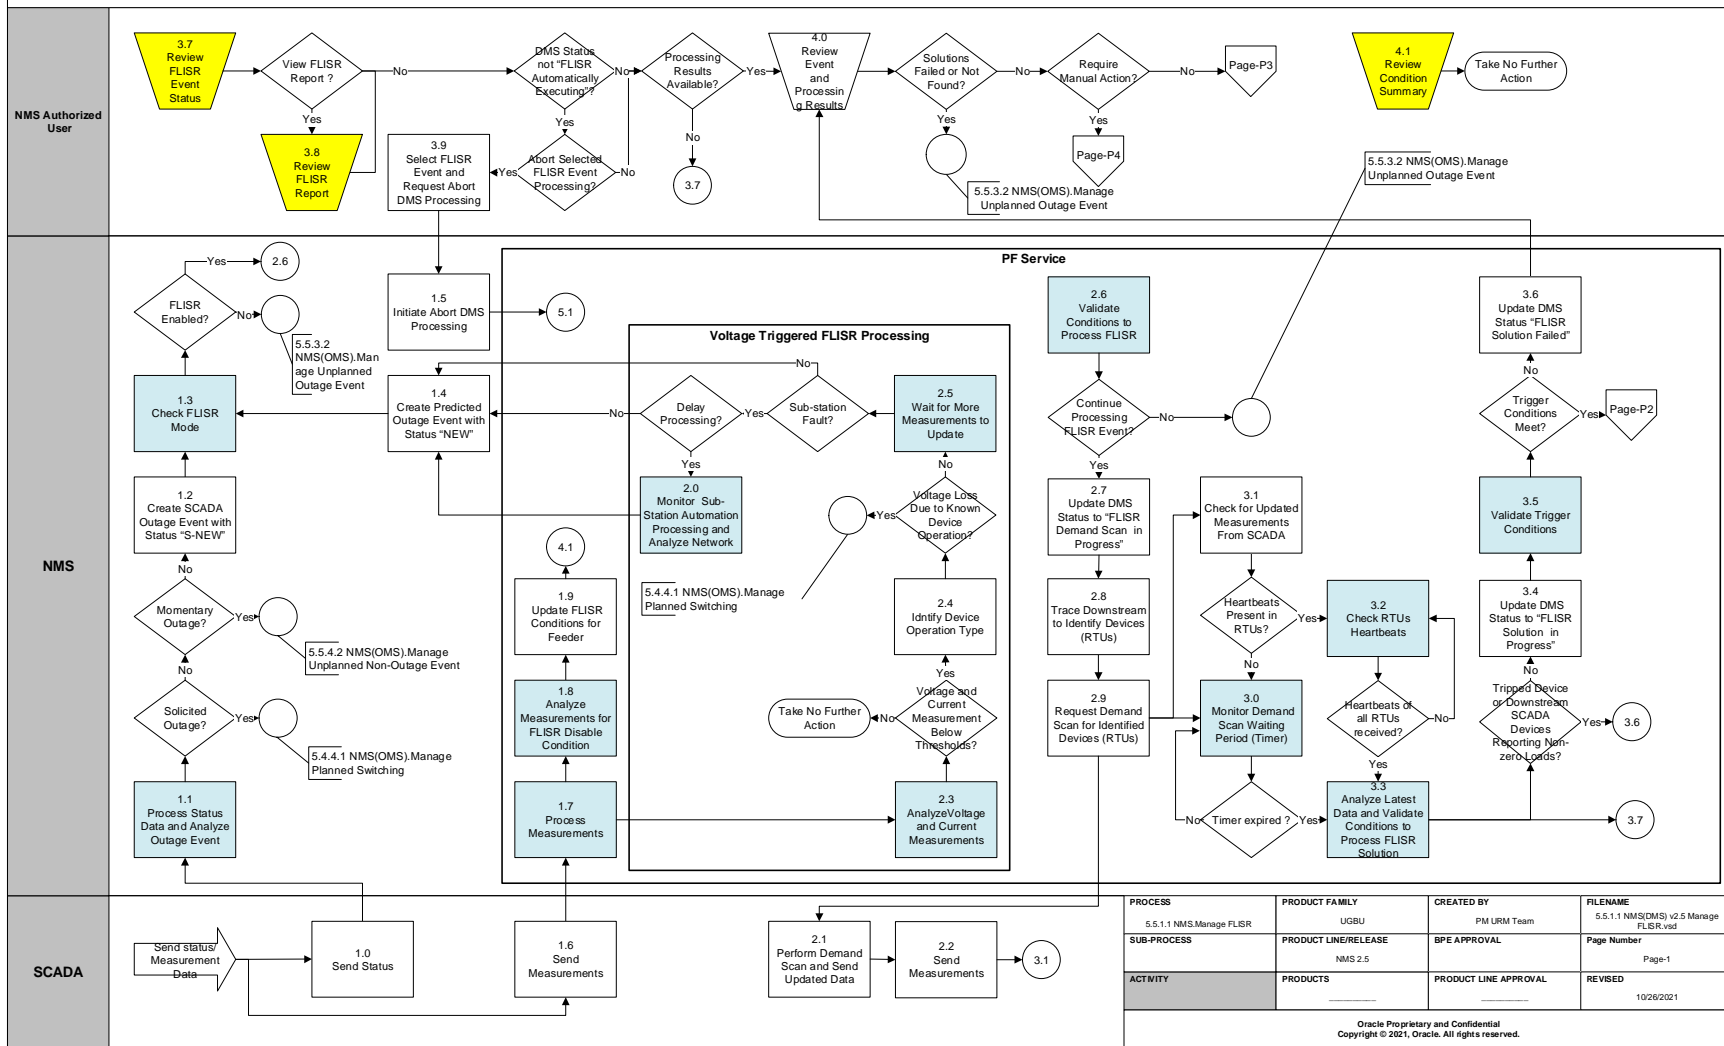 NMS Authorized
User
3.7
Review
FLISR
Event
Status
View FLISR
Report ?
No
Yes
3.8
Review
FLISR
Report
DMS Status
not "FLISR
Automatically
Executing"?
No
Yes
3.9
Select FLISR
Event and
Request Abort
DMS Processing
Yes
Abort Selected
FLISR Event
Processing?
No
Processing
Results
Available?
Yes
No
3.7
4.0
Review
Event
and
Processin
g Results
Solutions
Failed or Not
Found?
No
Yes
5.5.3.2 NMS(OMS).Manage
Unplanned Outage Event
Require
Manual Action?
No
Yes
Page-P4
Page-P3
4.1
Review
Condition
Summary
Take No Further
Action
5.5.3.2 NMS(OMS).Manage
Unplanned Outage Event
NMS
Yes
2.6
FLISR
Enabled?
No
5.5.3.2
NMS(OMS).Man
age Unplanned
Outage Event
1.3
Check FLISR
Mode
1.2
Create SCADA
Outage Event with
Status "S-NEW"
No
Momentary
Outage?
Yes
5.5.4.2 NMS(OMS).Manage
Unplanned Non-Outage Event
No
Solicited
Outage?
Yes
5.4.4.1 NMS(OMS).Manage
Planned Switching
1.1
Process Status
Data and Analyze
Outage Event
1.5
Initiate Abort DMS
Processing
5.1
1.4
Create Predicted
Outage Event with
Status "NEW"
PF Service
Voltage Triggered FLISR Processing
No
No
Delay
Processing?
Yes
Sub-station
Fault?
2.5
Wait for More
Measurements to
Update
Yes
2.0
Monitor Sub-
Station Automation
Processing and
Analyze Network
No
Voltage Loss
Due to Known
Device
Operation?
Yes
5.4.4.1 NMS(OMS).Manage
Planned Switching
2.4
Idntify Device
Operation Type
Yes
Voltage and
Current
Measurement
Below
Thresholds?
No
Take No Further
Action
2.3
AnalyzeVoltage
and Current
Measurements
4.1
1.9
Update FLISR
Conditions for
Feeder
1.8
Analyze
Measurements for
FLISR Disable
Condition
1.7
Process
Measurements
2.6
Validate
Conditions to
Process FLISR
Continue
Processing
FLISR Event?
No
Yes
2.7
Update DMS
Status to "FLISR
Demand Scan in
Progress"
2.8
Trace Downstream
to Identify Devices
(RTUs)
2.9
Request Demand
Scan for Identified
Devices (RTUs)
3.1
Check for Updated
Measurements
From SCADA
Heartbeats
Present in
RTUs?
Yes
No
3.0
Monitor Demand
Scan Waiting
Period (Timer)
No
Timer expired ?
Yes
3.2
Check RTUs
Heartbeats
Heartbeats of
all RTUs
received?
No
Yes
3.3
Analyze Latest
Data and Validate
Conditions to
Process FLISR
Solution
3.7
3.6
Update DMS
Status "FLISR
Solution Failed"
No
Trigger
Conditions
Meet?
Yes
Page-P2
3.5
Validate Trigger
Conditions
3.4
Update DMS
Status to "FLISR
Solution in
Progress"
No
Tripped Device
or Downstream
SCADA
Devices
Reporting Non-
zero Loads?
Yes
3.6
SCADA
Send status/
Measurement
Data
1.0
Send Status
1.6
Send
Measurements
2.1
Perform Demand
Scan and Send
Updated Data
2.2
Send
Measurements
3.1
PROCESS
5.5.1.1 NMS.Manage FLISR
PRODUCT FAMILY
UGBU
CREATED BY
PM URM Team
FILENAME
5.5.1.1 NMS(DMS) v2.5 Manage
FLISR.vsd
SUB-PROCESS
PRODUCT LINE/RELEASE
NMS 2.5
BPE APPROVAL
Page Number
Page-1
ACTIVITY
PRODUCTS
PRODUCT LINE APPROVAL
REVISED
10/26/2021
Oracle Proprietary and Confidential
Copyright © 2021, Oracle. All rights reserved.